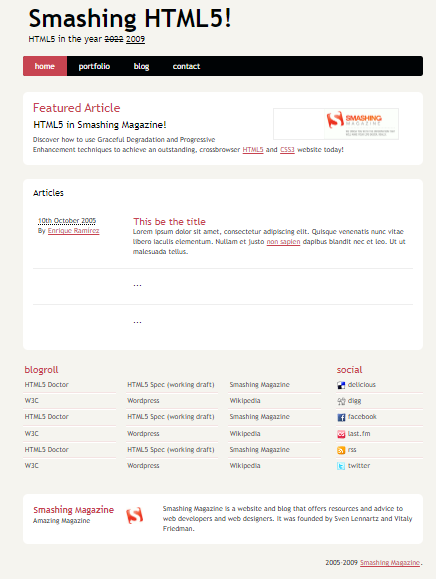 Smashing HTML5!
HTML5 in the year 2022 2009
home portfolio blog contact
Featured Article
HTML5 in Smashing Magazine!
Discover how to use Graceful Degradation and Progressive
Enhancement techniques to achieve an outstanding, crossbrowser HTML5 and CSS3 website today!
SMASHING
MAGAZINE
Articles
10th October 2005
By Enrique Ramírez
This be the title
Lorem ipsum dolor sit amet, consectetur adipiscing elit. Quisque venenatis nunc vitae
libero iaculis elementum. Nullam et justo non sapien dapibus blandit nec et leo. Ut ut
malesuada tellus.
...
...
blogroll
HTML5 Doctor HTML5 Spec (working draft) Smashing Magazine
W3C Wordpress Wikipedia
HTML5 Doctor HTML5 Spec (working draft) Smashing Magazine
W3C Wordpress Wikipedia
HTML5 Doctor HTML5 Spec (working draft) Smashing Magazine
W3C Wordpress Wikipedia
social
delicious
digg
facebook
last.fm
rss
twitter
Smashing Magazine
Amazing Magazine
Smashing Magazine is a website and blog that offers resources and advice to
web developers and web designers. It was founded by Sven Lennartz and Vitaly
Friedman.
2005-2009 Smashing Magazine.